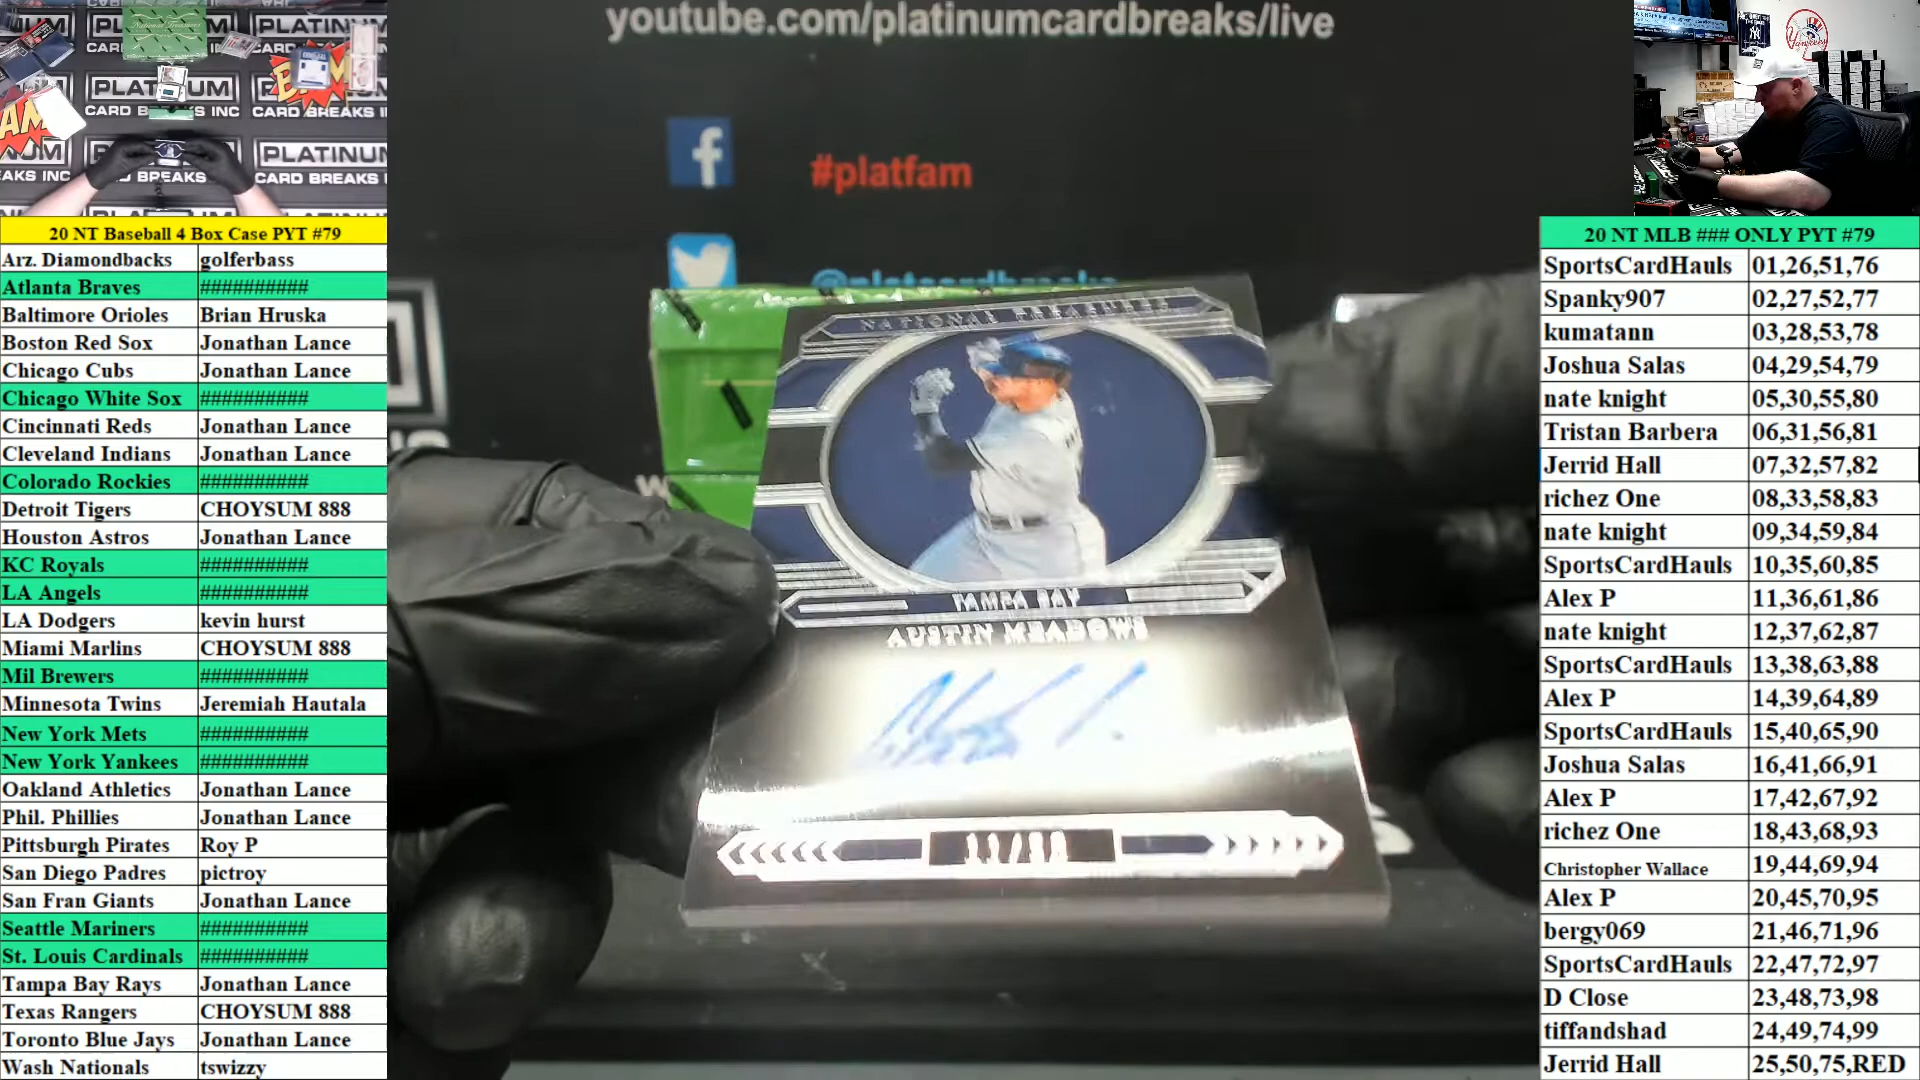 youtube.com/platinumcardbreaks/live
#platfam
@platcardbreaks
PLATINUM
CARD BREAKS INC
PLATINUM
CARD BREAKS
20 NT Baseball 4 Box Case PYT #79
Arz. Diamondbacks golferbass
Atlanta Braves ##########
Baltimore Orioles Brian Hruska
Boston Red Sox Jonathan Lance
Chicago Cubs Jonathan Lance
Chicago White Sox ##########
Cincinnati Reds Jonathan Lance
Cleveland Indians Jonathan Lance
Colorado Rockies ##########
Detroit Tigers CHOYSUM 888
Houston Astros Jonathan Lance
KC Royals ##########
LA Angels ##########
LA Dodgers kevin hurst
Miami Marlins CHOYSUM 888
Mil Brewers ##########
Minnesota Twins Jeremiah Hautala
New York Mets ##########
New York Yankees ##########
Oakland Athletics Jonathan Lance
Phil. Phillies Jonathan Lance
Pittsburgh Pirates Roy P
San Diego Padres pictroy
San Fran Giants Jonathan Lance
Seattle Mariners ##########
St. Louis Cardinals ##########
Tampa Bay Rays Jonathan Lance
Texas Rangers CHOYSUM 888
Toronto Blue Jays Jonathan Lance
Wash Nationals tswizzy
NATIONAL TREASURES
TAMPA BAY
AUSTIN MEADOWS
20 NT MLB ### ONLY PYT #79
SportsCardHauls 01,26,51,76
Spanky907 02,27,52,77
kumatann 03,28,53,78
Joshua Salas 04,29,54,79
nate knight 05,30,55,80
Tristan Barbera 06,31,56,81
Jerrid Hall 07,32,57,82
richez One 08,33,58,83
nate knight 09,34,59,84
SportsCardHauls 10,35,60,85
Alex P 11,36,61,86
nate knight 12,37,62,87
SportsCardHauls 13,38,63,88
Alex P 14,39,64,89
SportsCardHauls 15,40,65,90
Joshua Salas 16,41,66,91
Alex P 17,42,67,92
richez One 18,43,68,93
Christopher Wallace 19,44,69,94
Alex P 20,45,70,95
bergy069 21,46,71,96
SportsCardHauls 22,47,72,97
D Close 23,48,73,98
tiffandshad 24,49,74,99
Jerrid Hall 25,50,75,RED